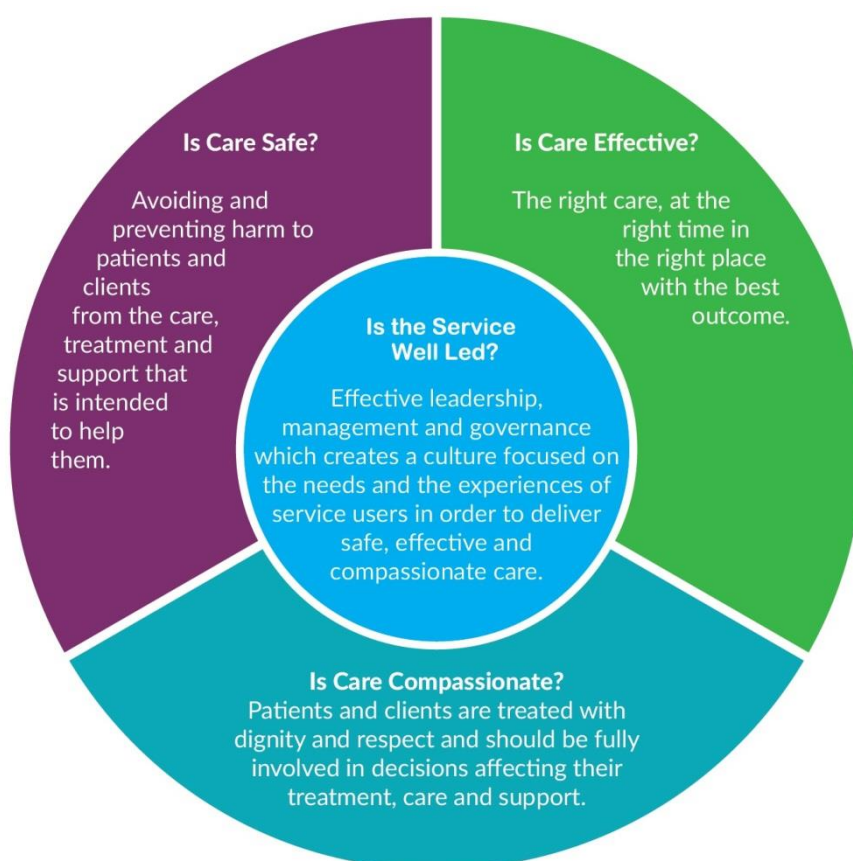 Is Care Safe?
Avoiding and
preventing harm to
patients and
clients
from the care,
treatment and
support that
is intended
to help
them.
Is Care Effective?
The right care, at the
right time in
the right place
with the best
outcome.
Is the Service
Well Led?
Effective leadership,
management and governance
which creates a culture focused on
the needs and the experiences of
service users in order to deliver
safe, effective and
compassionate care.
Is Care Compassionate?
Patients and clients are treated with
dignity and respect and should be fully
involved in decisions affecting their
treatment, care and support.